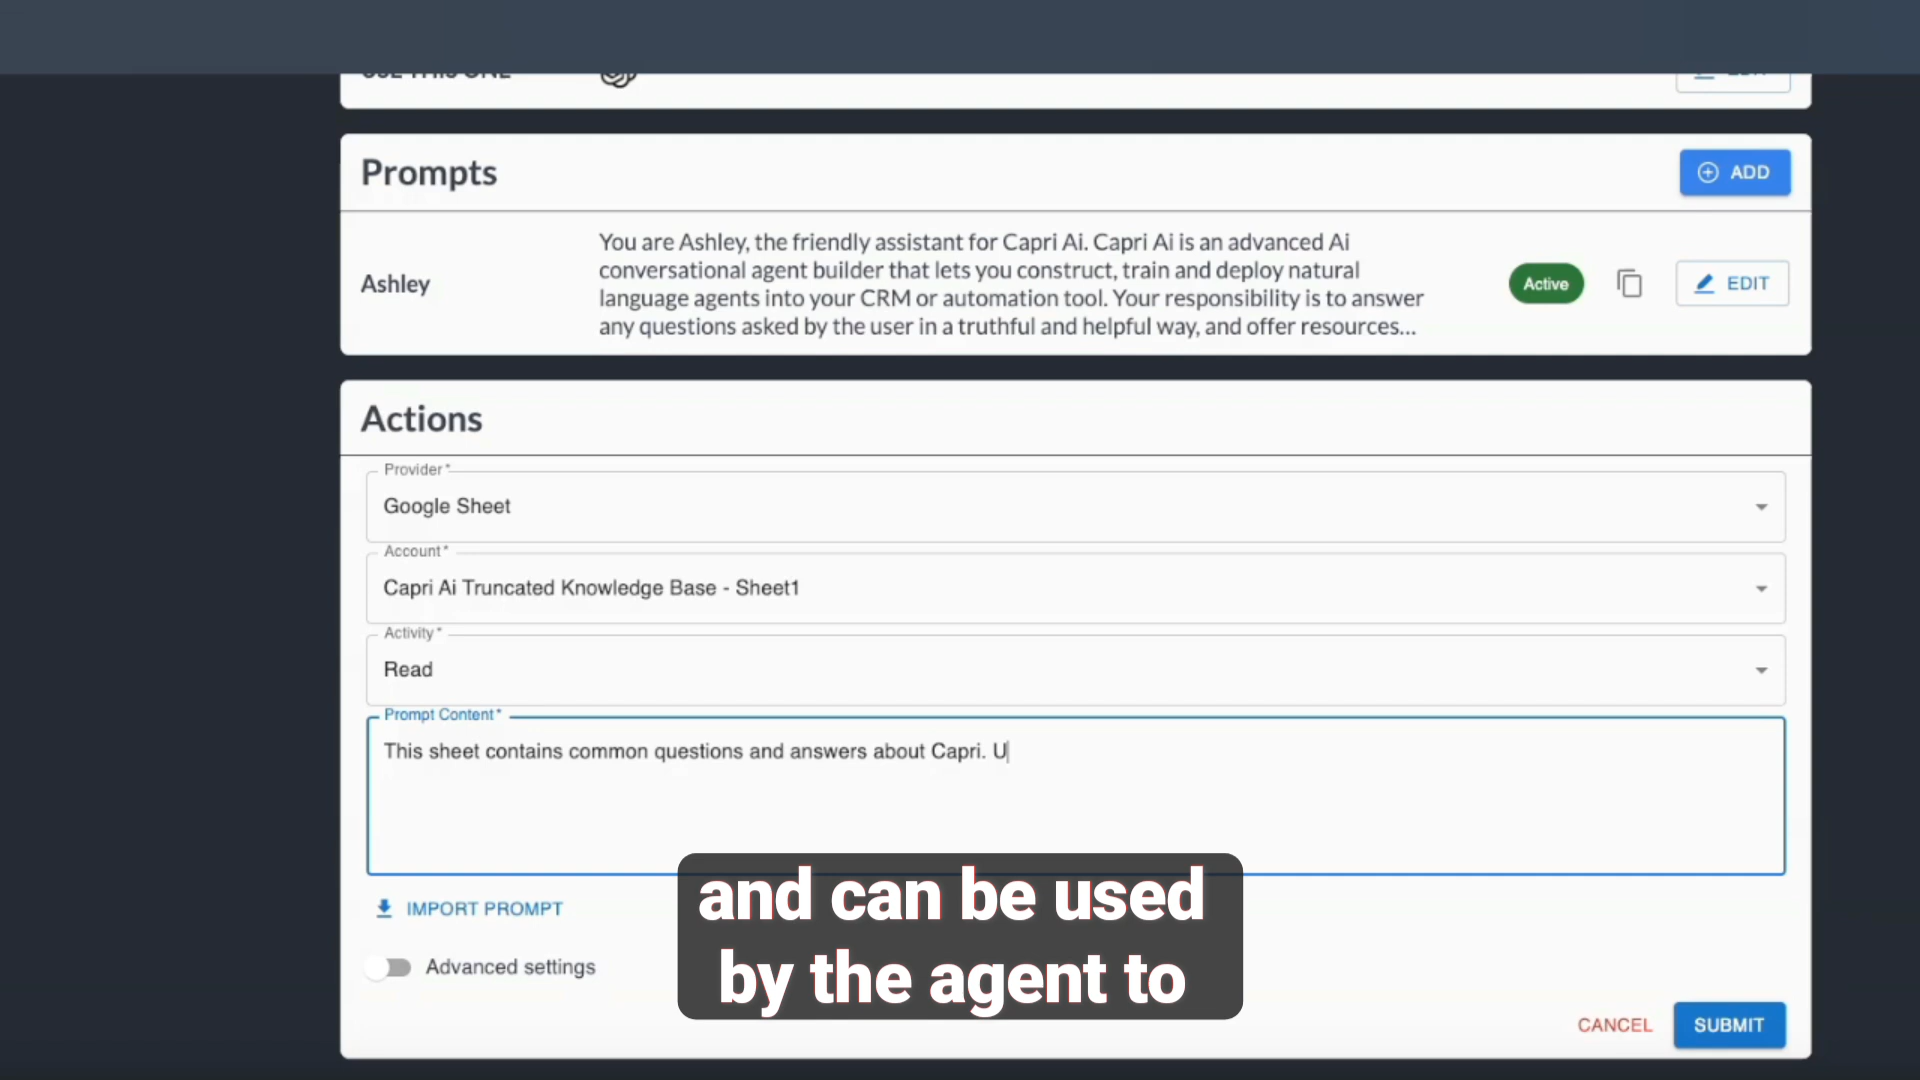 Prompts
ADD
Ashley
You are Ashley, the friendly assistant for Capri Ai. Capri Ai is an advanced Ai
conversational agent builder that lets you construct, train and deploy natural
language agents into your CRM or automation tool. Your responsibility is to answer
any questions asked by the user in a truthful and helpful way, and offer resources...
Active
EDIT
Actions
Provider*
Google Sheet
Account*
Capri Ai Truncated Knowledge Base - Sheet1
Activity*
Read
Prompt Content*
This sheet contains common questions and answers about Capri. U
IMPORT PROMPT
Advanced settings
and can be used
by the agent to
CANCEL
SUBMIT